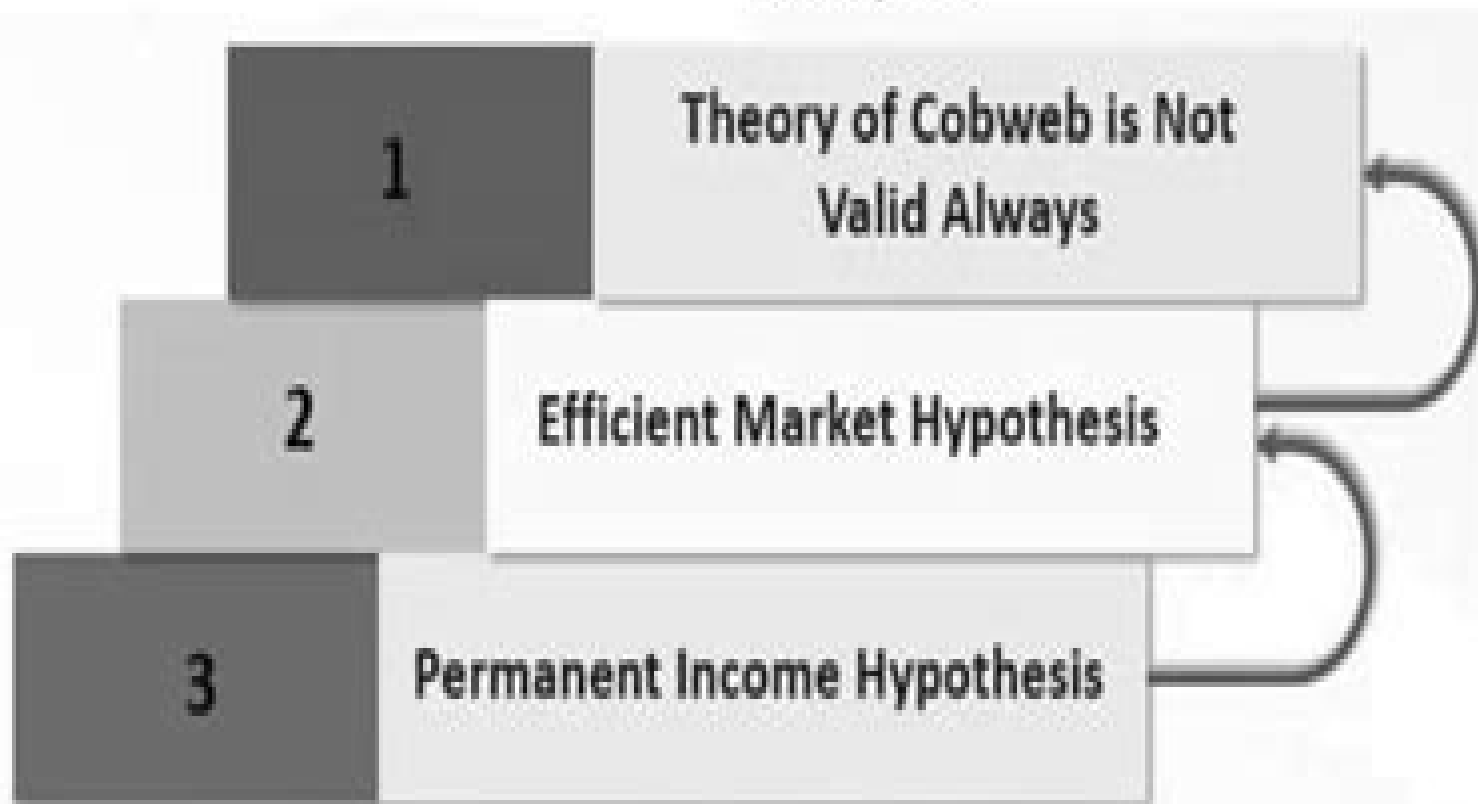 1
Theory of Cobweb is Not
Valid Always
2
Efficient Market Hypothesis
3
Permanent Income Hypothesis